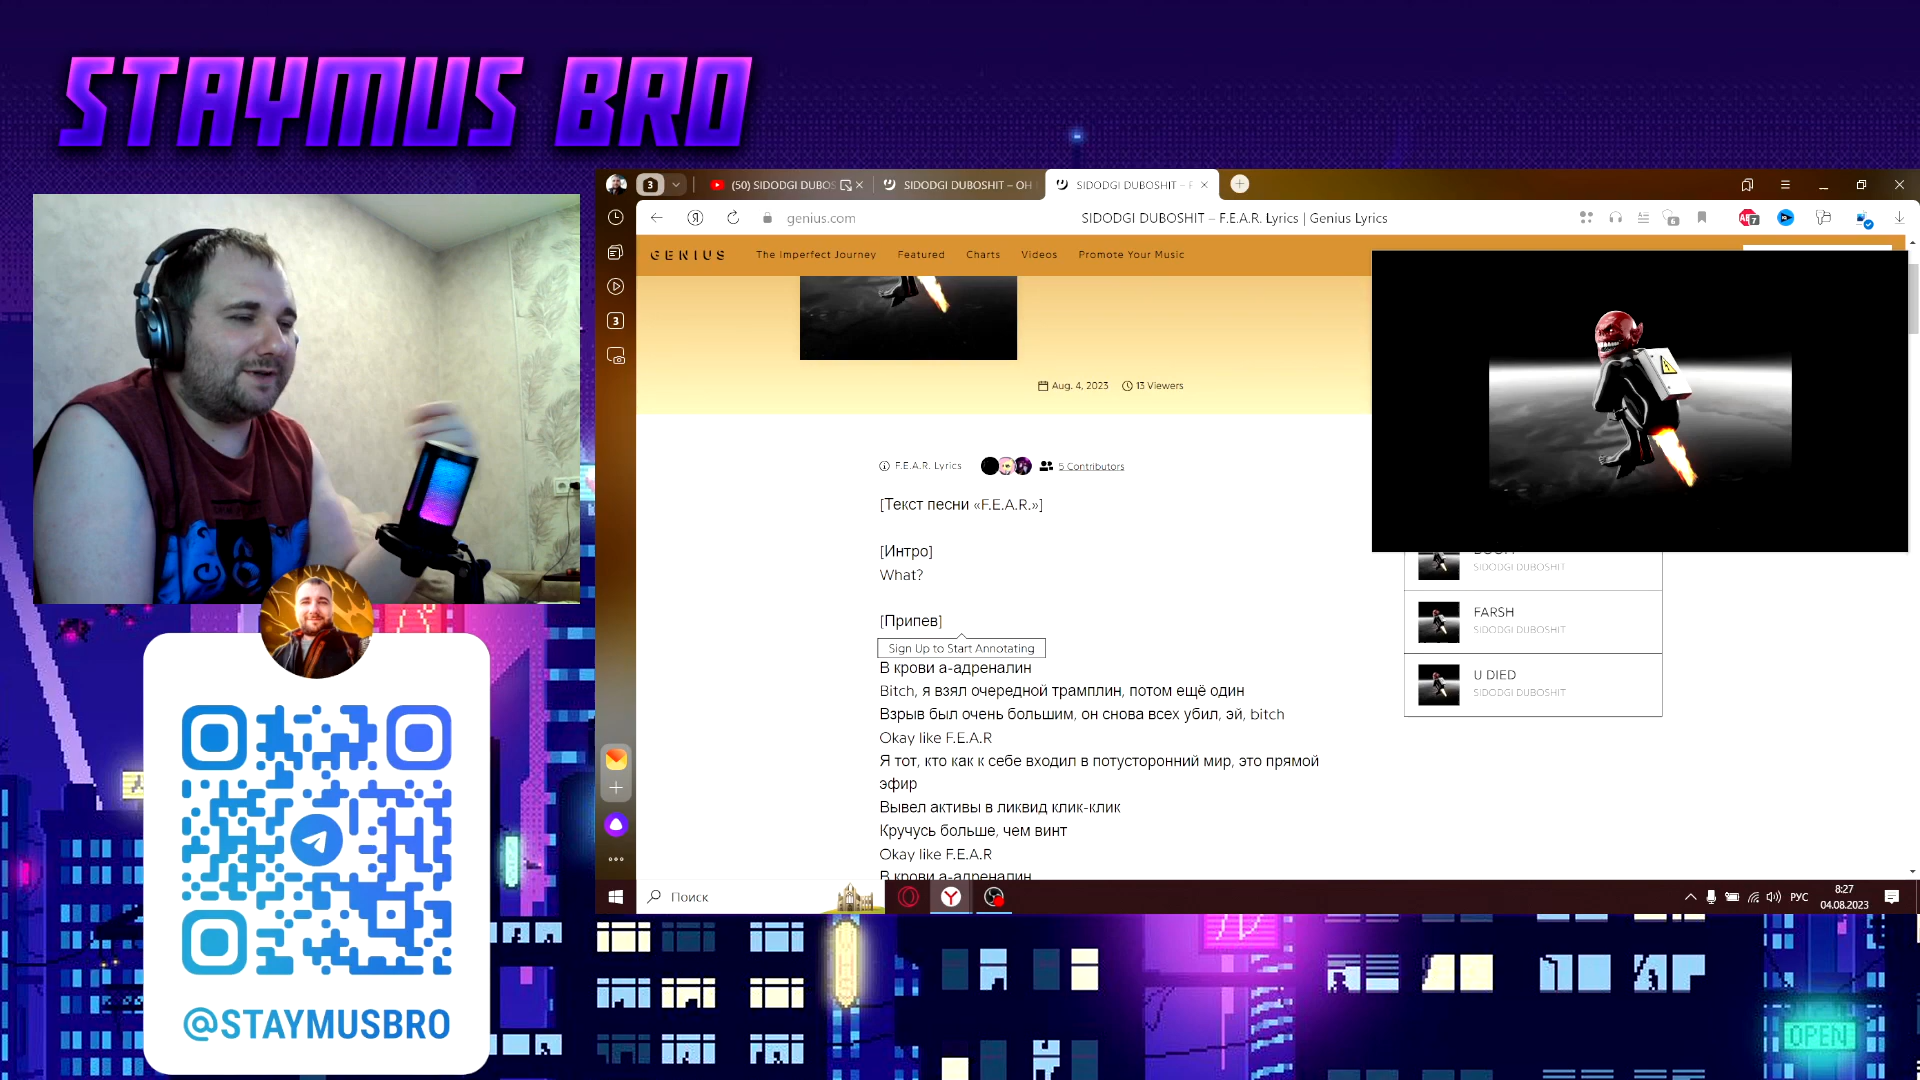 STAYMUS BRO
3
(50) SIDODGI DUBOS
SIDODGI DUBOSHIT – OH
SIDODGI DUBOSHIT – F
genius.com
SIDODGI DUBOSHIT – F.E.A.R. Lyrics | Genius Lyrics
GENIUS
The Imperfect Journey
Featured
Charts
Videos
Promote Your Music
3
Aug. 4, 2023
13 Viewers
F.E.A.R. Lyrics
5 Contributors
[Текст песни «F.E.A.R.»]
[Интро]
What?
[Припев]
Sign Up to Start Annotating
В крови а-адреналин
Bitch, я взял очередной трамплин, потом ещё один
Взрыв был очень большим, он снова всех убил, эй, bitch
Okay like F.E.A.R
Я тот, кто как к себе входил в потусторонний мир, это прямой
эфир
Вывел активы в ликвид клик-клик
Кручусь больше, чем винт
Okay like F.E.A.R
В крови а-адреналин
SIDODGI DUBOSHIT
FARSH
SIDODGI DUBOSHIT
U DIED
SIDODGI DUBOSHIT
Поиск
РУС
8:27
04.08.2023
@STAYMUSBRO
OPEN